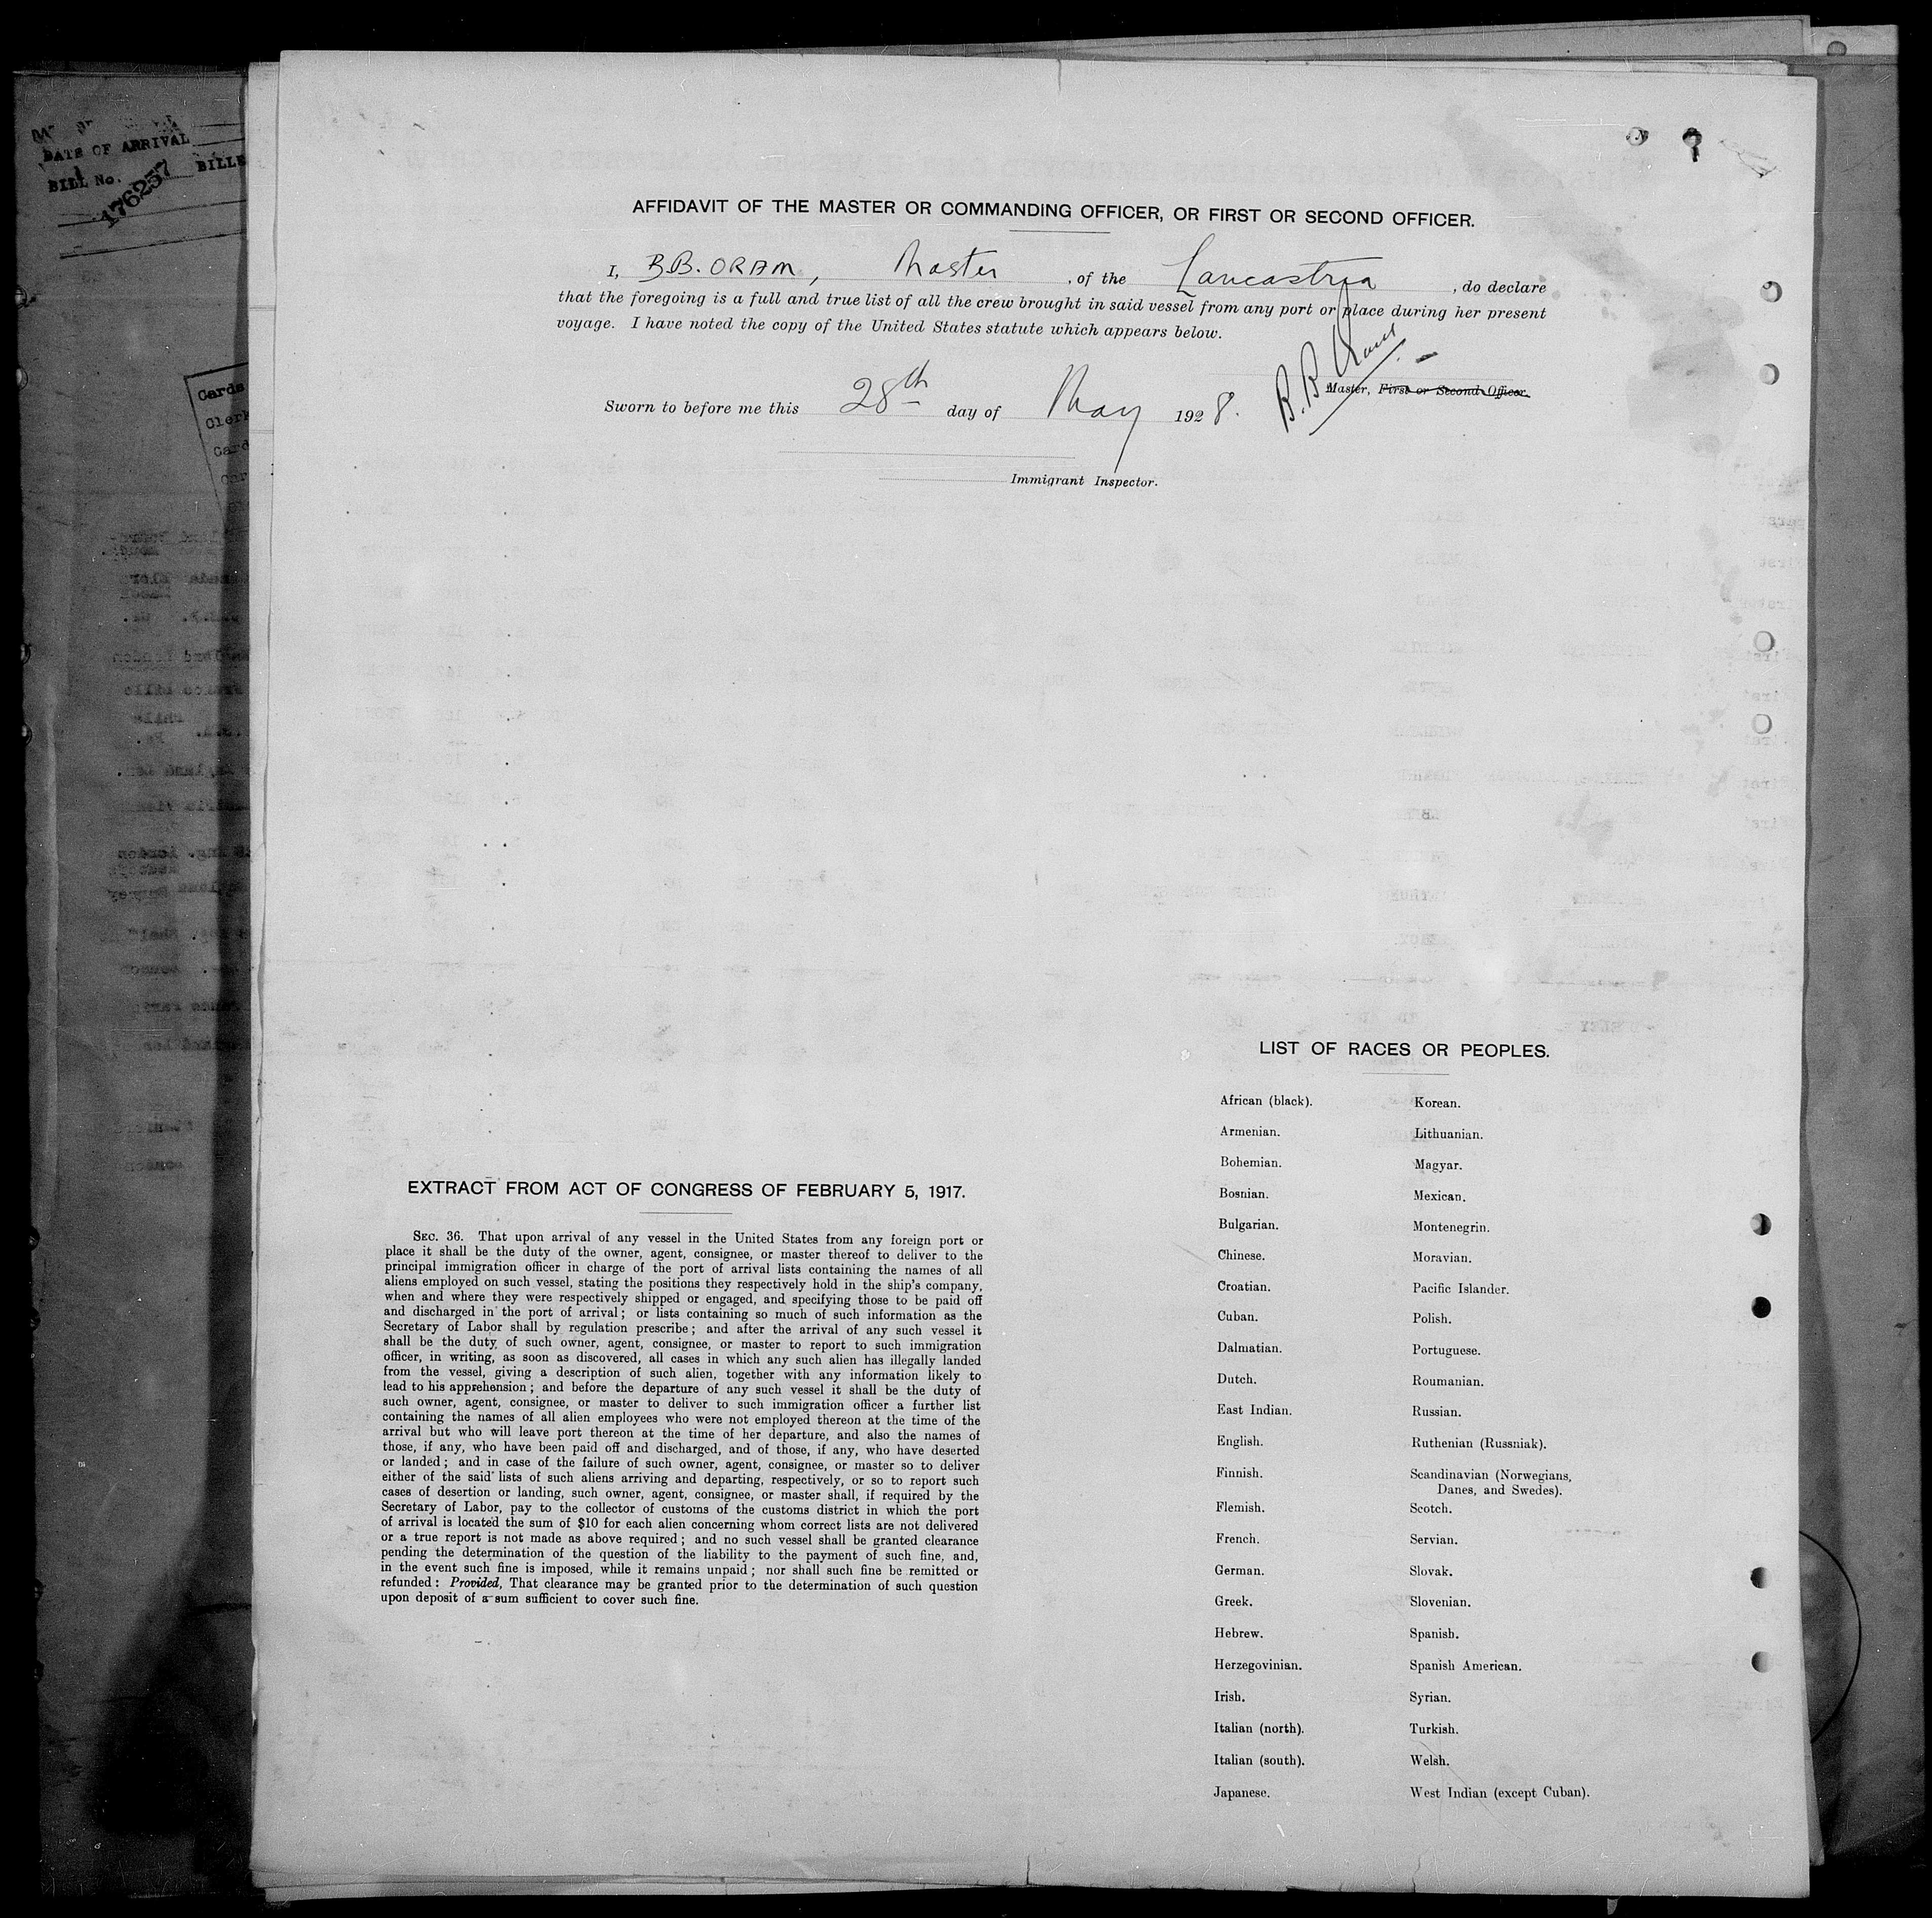 DATE OF ARRIVAL
BILL No. 176257 BILLE
Cards
Clerk
Card
AFFIDAVIT OF THE MASTER OR COMMANDING OFFICER, OR FIRST OR SECOND OFFICER.
I, B.B. ORAM, Master, of the Lancastria, do declare
that the foregoing is a full and true list of all the crew brought in said vessel from any port or place during her present
voyage. I have noted the copy of the United States statute which appears below.
B.B. Oram
Master, First or Second Officer.
Sworn to before me this 28th day of May 1928.
Immigrant Inspector.
EXTRACT FROM ACT OF CONGRESS OF FEBRUARY 5, 1917.
SEC. 36. That upon arrival of any vessel in the United States from any foreign port or
place it shall be the duty of the owner, agent, consignee, or master thereof to deliver to the
principal immigration officer in charge of the port of arrival lists containing the names of all
aliens employed on such vessel, stating the positions they respectively hold in the ship's company,
when and where they were respectively shipped or engaged, and specifying those to be paid off
and discharged in the port of arrival; or lists containing so much of such information as the
Secretary of Labor shall by regulation prescribe; and after the arrival of any such vessel it
shall be the duty of such owner, agent, consignee, or master to report to such immigration
officer, in writing, as soon as discovered, all cases in which any such alien has illegally landed
from the vessel, giving a description of such alien, together with any information likely to
lead to his apprehension; and before the departure of any such vessel it shall be the duty of
such owner, agent, consignee, or master to deliver to such immigration officer a further list
containing the names of all alien employees who were not employed thereon at the time of the
arrival but who will leave port thereon at the time of her departure, and also the names of
those, if any, who have been paid off and discharged, and of those, if any, who have deserted
or landed; and in case of the failure of such owner, agent, consignee, or master so to deliver
either of the said lists of such aliens arriving and departing, respectively, or so to report such
cases of desertion or landing, such owner, agent, consignee, or master shall, if required by the
Secretary of Labor, pay to the collector of customs of the customs district in which the port
of arrival is located the sum of $10 for each alien concerning whom correct lists are not delivered
or a true report is not made as above required; and no such vessel shall be granted clearance
pending the determination of the question of the liability to the payment of such fine, and,
in the event such fine is imposed, while it remains unpaid; nor shall such fine be remitted or
refunded: Provided, That clearance may be granted prior to the determination of such question
upon deposit of a sum sufficient to cover such fine.
LIST OF RACES OR PEOPLES.
African (black).
Armenian.
Bohemian.
Bosnian.
Bulgarian.
Chinese.
Croatian.
Cuban.
Dalmatian.
Dutch.
East Indian.
English.
Finnish.
Flemish.
French.
German.
Greek.
Hebrew.
Herzegovinian.
Irish.
Italian (north).
Italian (south).
Japanese.
Korean.
Lithuanian.
Magyar.
Mexican.
Montenegrin.
Moravian.
Pacific Islander.
Polish.
Portuguese.
Roumanian.
Russian.
Ruthenian (Russniak).
Scandinavian (Norwegians,
Danes, and Swedes).
Scotch.
Servian.
Slovak.
Slovenian.
Spanish.
Spanish American.
Syrian.
Turkish.
Welsh.
West Indian (except Cuban).